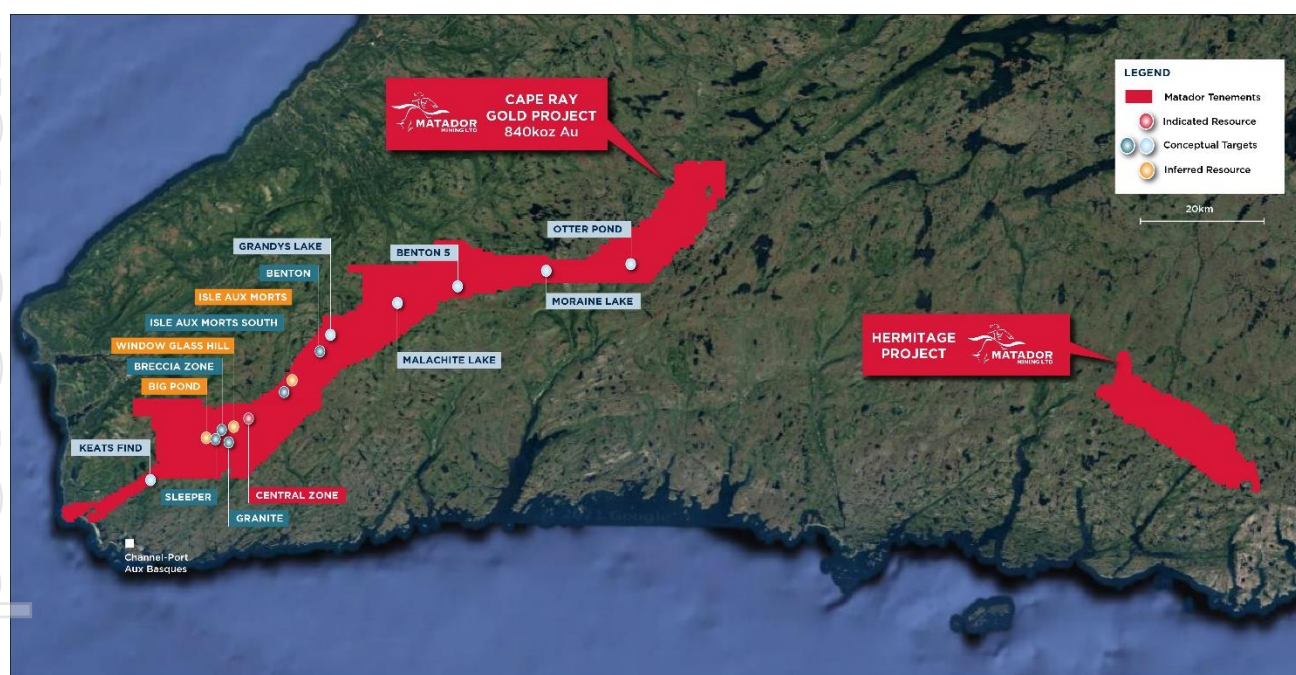 CAPE RAY
GOLD PROJECT
840koz Au
MATADOR
MINING LTD
LEGEND
Matador Tenements
Indicated Resource
Conceptual Targets
Inferred Resource
20km
OTTER POND
GRANDYS LAKE
BENTON 5
BENTON
ISLE AUX MORTS
MORAINE LAKE
ISLE AUX MORTS SOUTH
HERMITAGE
PROJECT
MATADOR
MINING LTD
WINDOW GLASS HILL
MALACHITE LAKE
BRECCIA ZONE
BIG POND
KEATS FIND
SLEEPER
CENTRAL ZONE
GRANITE
Channel-Port
Aux Basques